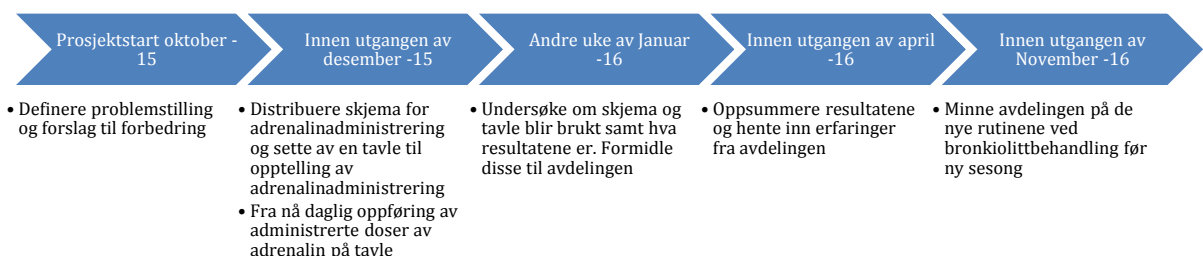 Prosjektstart oktober -
15
• Definere problemstilling
og forslag til forbedring
Innen utgangen av
desember -15
• Distribuere skjema for
adrenalinadministrering
og sette av en tavle til
opptelling av
adrenalinadministrering
• Fra nå daglig oppføring av
administrerte doser av
adrenalin på tavle
Andre uke av Januar
-16
• Undersøke om skjema og
tavle blir brukt samt hva
resultatene er. Formidle
disse til avdelingen
Innen utgangen av april
-16
• Oppsummere resultatene
og hente inn erfaringer
fra avdelingen
Innen utgangen av
November -16
• Minne avdelingen på de
nye rutinene ved
bronkiolittbehandling før
ny sesong